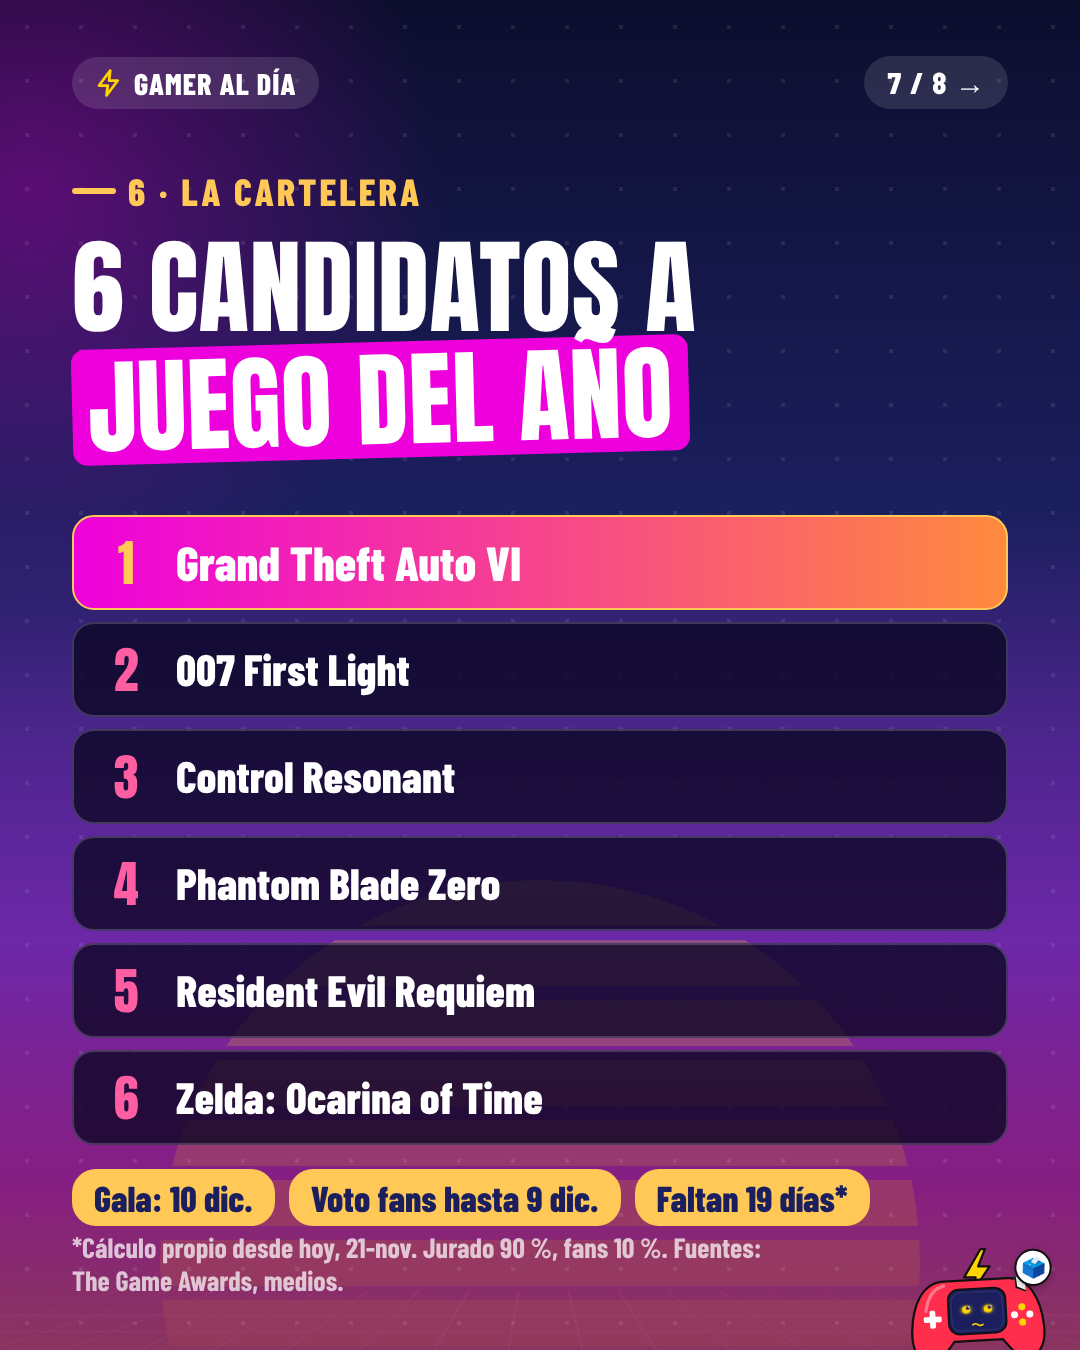 GAMER AL DÍA
7 / 8 →
6 · LA CARTELERA
6 CANDIDATOS A
JUEGO DEL AÑO
1 Grand Theft Auto VI
2 007 First Light
3 Control Resonant
4 Phantom Blade Zero
5 Resident Evil Requiem
6 Zelda: Ocarina of Time
Gala: 10 dic. Voto fans hasta 9 dic. Faltan 19 días*
*Cálculo propio desde hoy, 21-nov. Jurado 90 %, fans 10 %. Fuentes:
The Game Awards, medios.